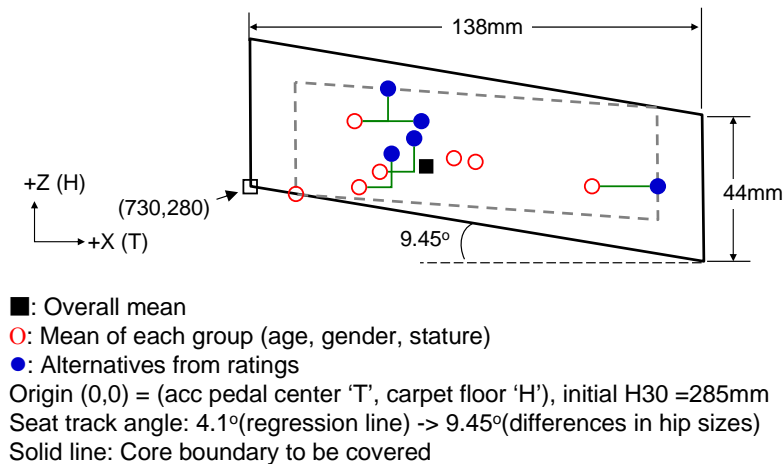 138mm
+Z (H)
44mm
(730,280)
+X (T)
9.45°
■: Overall mean
O: Mean of each group (age, gender, stature)
●: Alternatives from ratings
Origin (0,0) = (acc pedal center ‘T’, carpet floor ‘H’), initial H30 =285mm
Seat track angle: 4.1°(regression line) -> 9.45°(differences in hip sizes)
Solid line: Core boundary to be covered